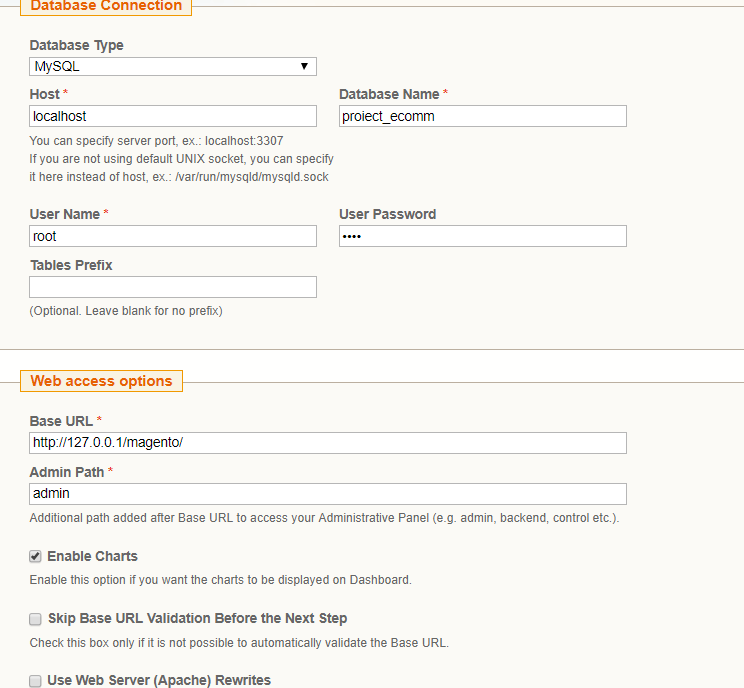 Database Connection
Database Type
MySQL
Host *
Database Name *
localhost
proiect_ecomm
You can specify server port, ex.: localhost:3307
If you are not using default UNIX socket, you can specify
it here instead of host, ex.: /var/run/mysqld/mysqld.sock
User Name *
User Password
root
••••
Tables Prefix
(Optional. Leave blank for no prefix)
Web access options
Base URL *
http://127.0.0.1/magento/
Admin Path *
admin
Additional path added after Base URL to access your Administrative Panel (e.g. admin, backend, control etc.).
Enable Charts
Enable this option if you want the charts to be displayed on Dashboard.
Skip Base URL Validation Before the Next Step
Check this box only if it is not possible to automatically validate the Base URL.
Use Web Server (Apache) Rewrites